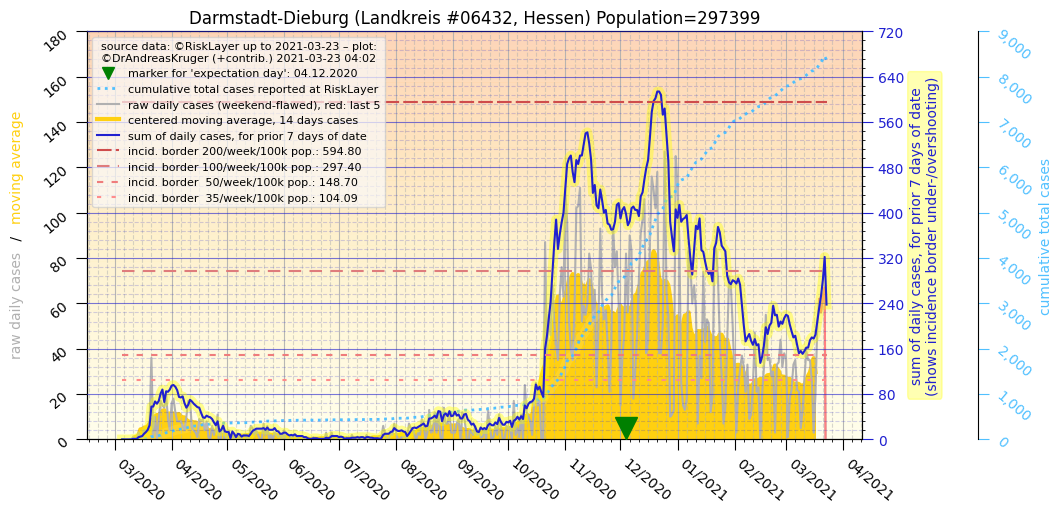 Darmstadt-Dieburg (Landkreis #06432, Hessen) Population=297399
source data: ©RiskLayer up to 2021-03-23 – plot:
©DrAndreasKruger (+contrib.) 2021-03-23 04:02
marker for 'expectation day': 04.12.2020
cumulative total cases reported at RiskLayer
raw daily cases (weekend-flawed), red: last 5
centered moving average, 14 days cases
sum of daily cases, for prior 7 days of date
incid. border 200/week/100k pop.: 594.80
incid. border 100/week/100k pop.: 297.40
incid. border  50/week/100k pop.: 148.70
incid. border  35/week/100k pop.: 104.09
raw daily cases / moving average
180
160
140
120
100
80
60
40
20
0
03/2020
04/2020
05/2020
06/2020
07/2020
08/2020
09/2020
10/2020
11/2020
12/2020
01/2021
02/2021
03/2021
04/2021
720
640
560
480
400
320
240
160
80
0
sum of daily cases, for prior 7 days of date
(shows incidence border under-/overshooting)
9,000
8,000
7,000
6,000
5,000
4,000
3,000
2,000
1,000
0
cumulative total cases